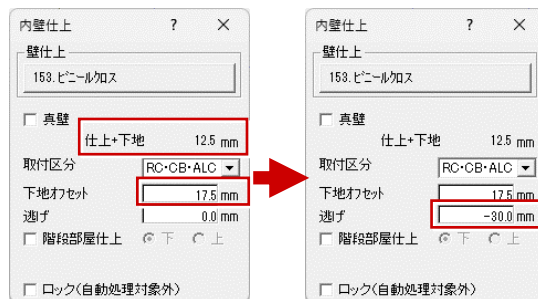 内壁仕上 ? ×
壁仕上
153.ビニールクロス
真壁
仕上+下地 12.5 mm
取付区分 RC・CB・ALC
下地オフセット 17.5 mm
逃げ 0.0 mm
階段部屋仕上 下 上
ロック(自動処理対象外)
内壁仕上 ? ×
壁仕上
153.ビニールクロス
真壁
仕上+下地 12.5 mm
取付区分 RC・CB・ALC
下地オフセット 17.5 mm
逃げ -30.0 mm
階段部屋仕上 下 上
ロック(自動処理対象外)